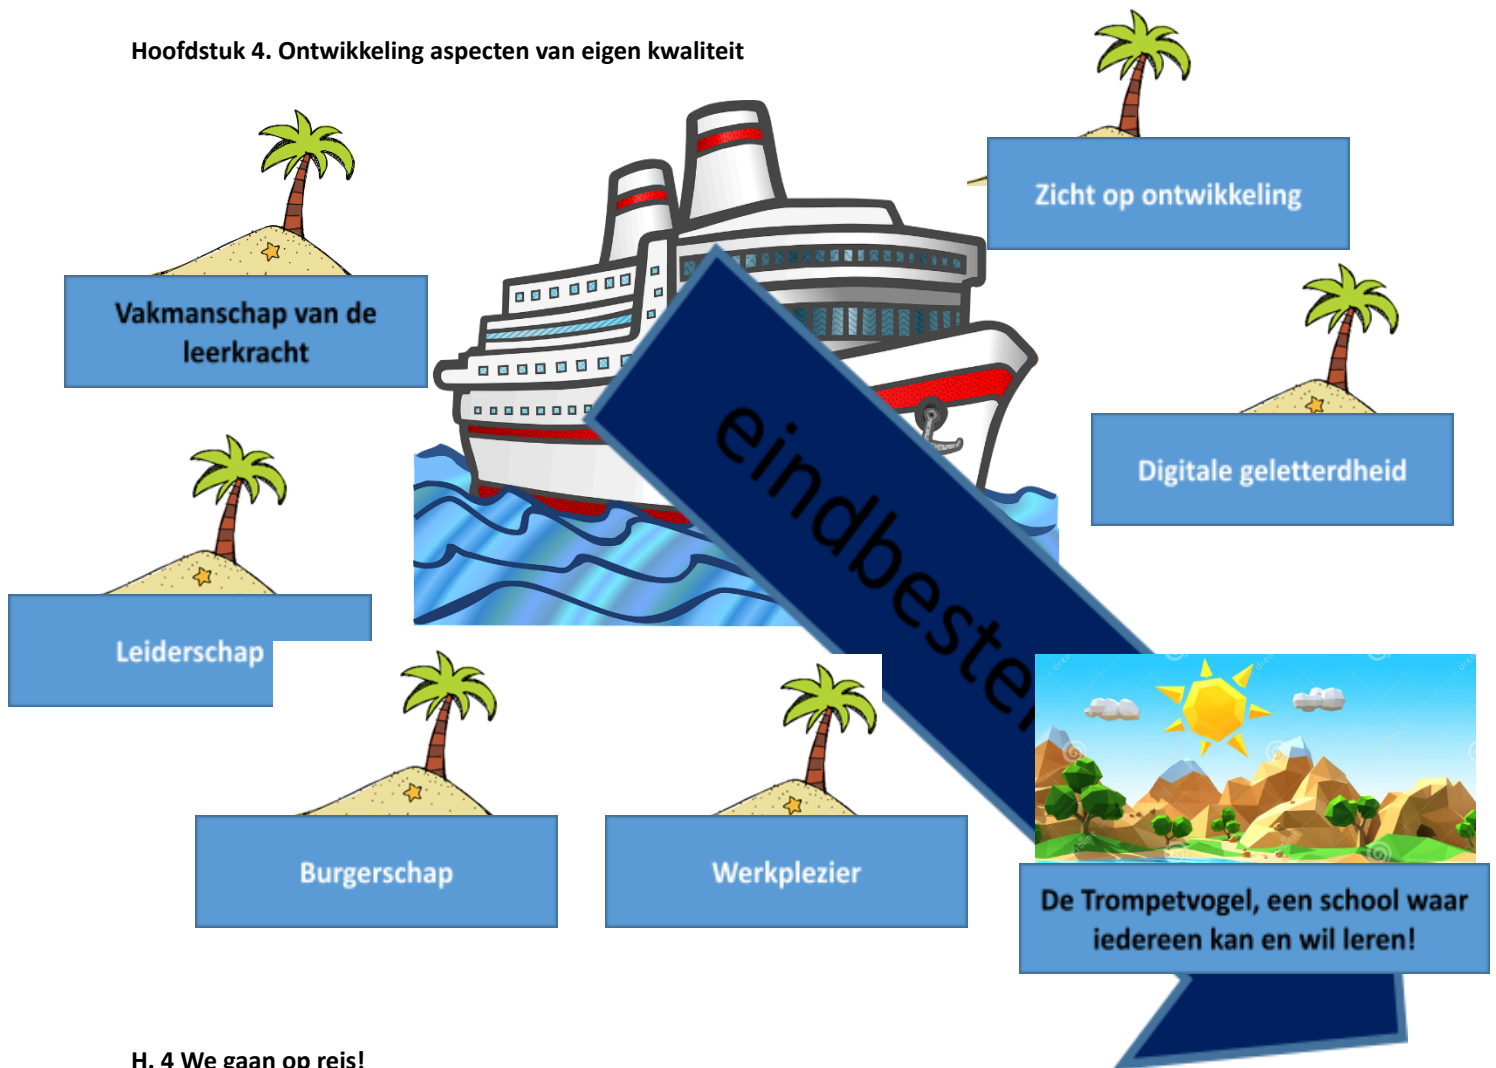 Hoofdstuk 4. Ontwikkeling aspecten van eigen kwaliteit
Zicht op ontwikkeling
Vakmanschap van de
leerkracht
Digitale geletterdheid
eindbeste
Leiderschap
Burgerschap
Werkplezier
De Trompetvogel, een school waar
iedereen kan en wil leren!
H. 4 We gaan op reis!